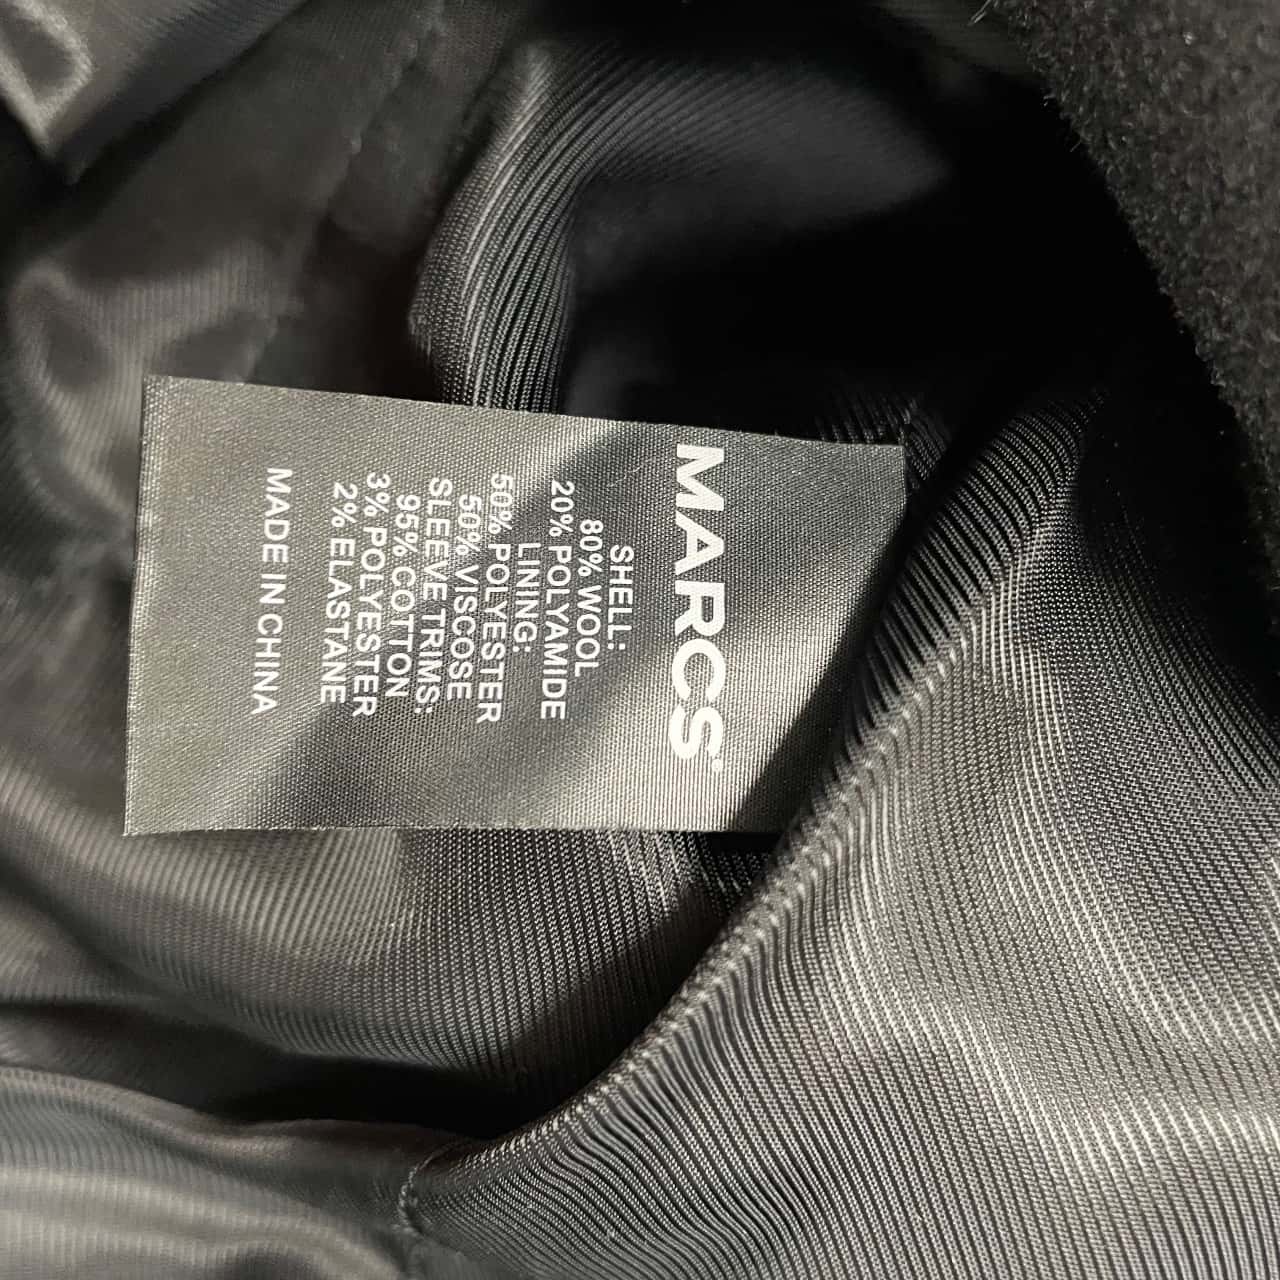 MARCS®
SHELL:
80% WOOL
20% POLYAMIDE
LINING:
50% POLYESTER
50% VISCOSE
SLEEVE TRIMS:
95% COTTON
3% POLYESTER
2% ELASTANE
MADE IN CHINA